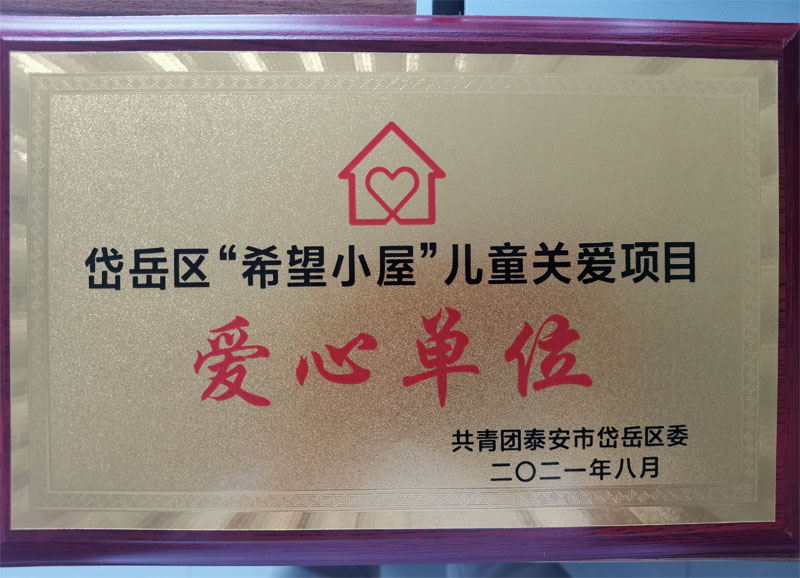 岱岳区“希望小屋”儿童关爱项目
爱心单位
共青团泰安市岱岳区委
二〇二一年八月